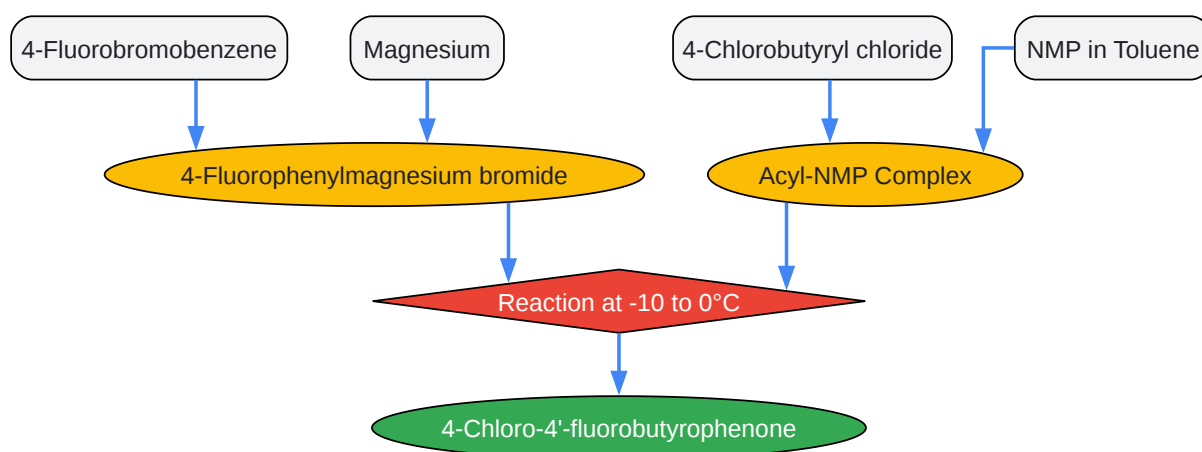 4-Fluorobromobenzene
Magnesium
4-Chlorobutyryl chloride
NMP in Toluene
4-Fluorophenylmagnesium bromide
Acyl-NMP Complex
Reaction at -10 to 0°C
4-Chloro-4'-fluorobutyrophenone